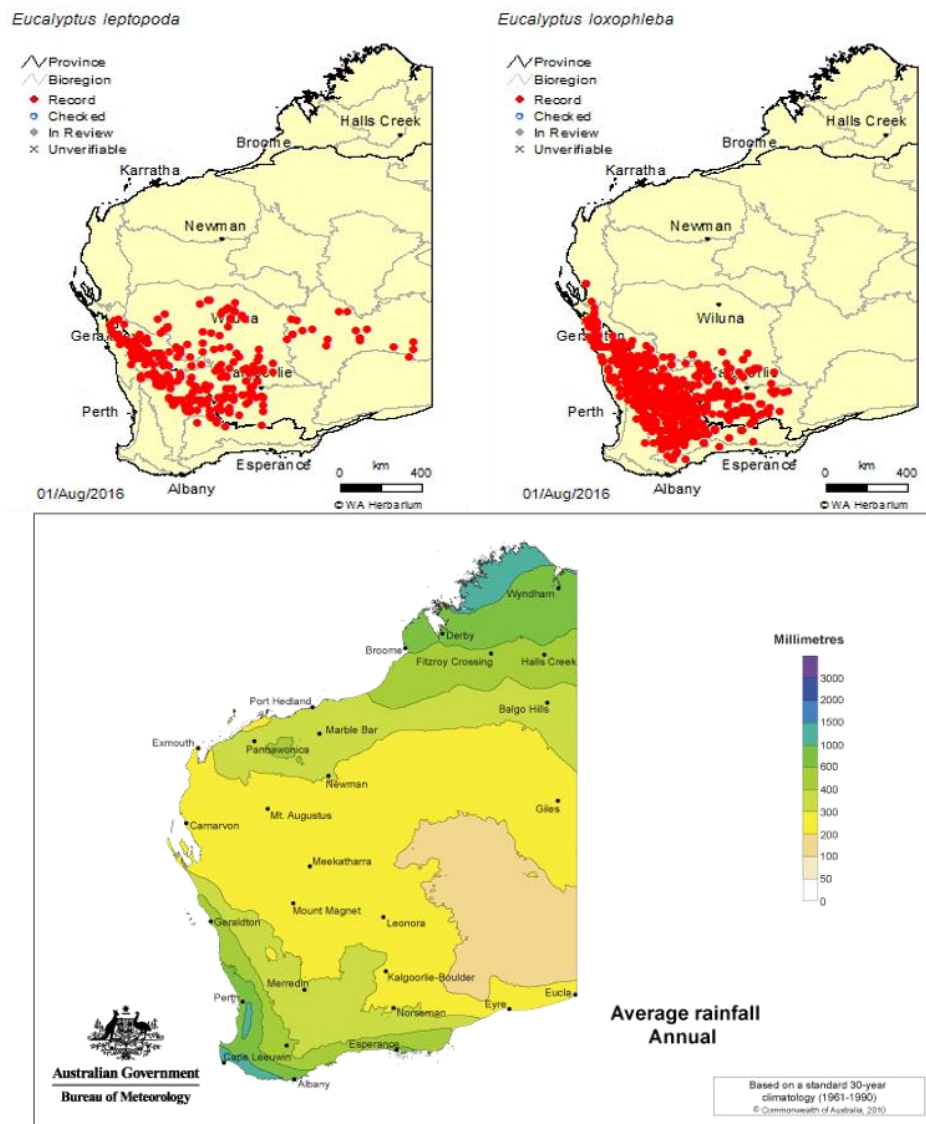 Eucalyptus leptopoda
Province
Bioregion
Record
Checked
In Review
Unverifiable
Halls Creek
Broome
Karratha
Newman
Perth
Esperance
Albany
km
0 400
01/Aug/2016
© WA Herbarium
Eucalyptus loxophleba
Province
Bioregion
Record
Checked
In Review
Unverifiable
Halls Creek
Broome
Karratha
Newman
Wiluna
Perth
Esperance
Albany
km
0 400
01/Aug/2016
© WA Herbarium
Wyndham
Derby
Broome
Fitzroy Crossing
Halls Creek
Port Hedland
Balgo Hills
Marble Bar
Exmouth
Pannawonica
Newman
Giles
Mt. Augustus
Carnarvon
Meekatharra
Mount Magnet
Geraldton
Leonora
Kalgoorlie-Boulder
Merredin
Perth
Norseman
Eyre
Eucla
Esperance
Cape Leeuwin
Albany
Millimetres
3000
2000
1500
1000
600
400
300
200
100
50
0
Average rainfall
Annual
Australian Government
Bureau of Meteorology
Based on a standard 30-year
climatology (1961-1990)
© Commonwealth of Australia, 2010